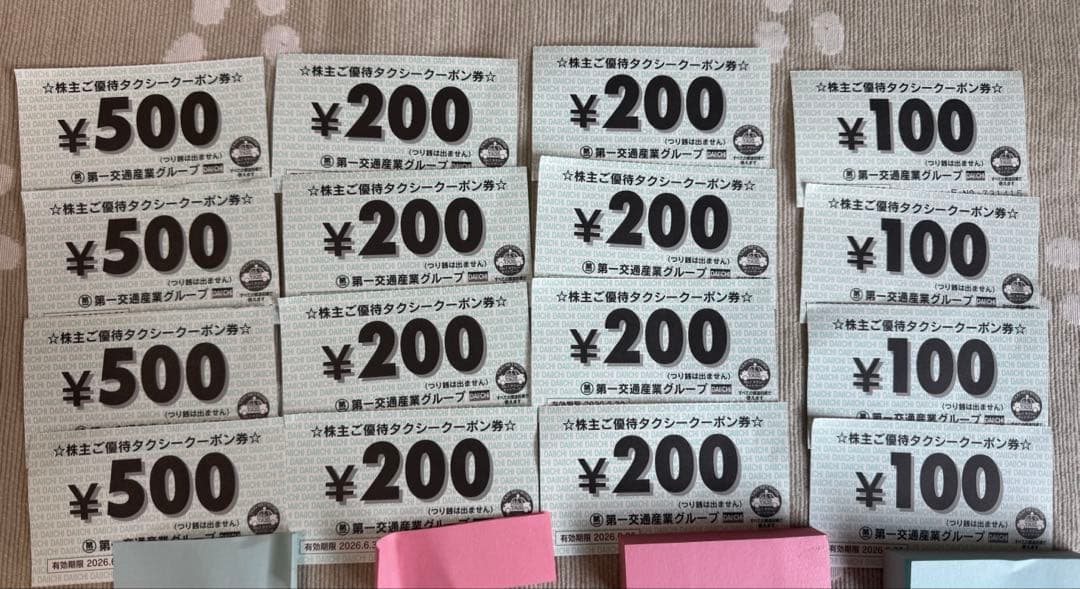 ☆株主ご優待タクシークーポン券☆
¥500
(つり銭は出ません)
第一交通産業グループ DAIICHI
☆株主ご優待タクシークーポン券☆
¥500
(つり銭は出ません)
第一交通産業グループ DAIICHI
☆株主ご優待タクシークーポン券☆
¥500
(つり銭は出ません)
☆株主ご優待タクシークーポン券☆
¥500
(つり銭は出ません)
第一交通産業グループ DAIICHI
有効期限 2026.6.
☆株主ご優待タクシークーポン券☆
¥200
(つり銭は出ません)
第一交通産業グループ DAIICHI
☆株主ご優待タクシークーポン券☆
¥200
(つり銭は出ません)
第一交通産業グループ DAIICHI
☆株主ご優待タクシークーポン券☆
¥200
(つり銭は出ません)
第一交通産業グループ DAIICHI
☆株主ご優待タクシークーポン券☆
¥200
(つり銭は出ません)
第一交通産業グループ
有効期限 2026.6.3
☆株主ご優待タクシークーポン券☆
¥200
(つり銭は出ません)
第一交通産業グループ DAIICHI
☆株主ご優待タクシークーポン券☆
¥200
(つり銭は出ません)
第一交通産業グループ DAIICHI
☆株主ご優待タクシークーポン券☆
¥200
(つり銭は出ません)
第一交通産業グループ DAIICHI
☆株主ご優待タクシークーポン券☆
¥200
(つり銭は出ません)
第一交通産業グループ DAIICHI
有効期限
☆株主ご優待タクシークーポン券☆
¥100
(つり銭は出ません)
第一交通産業グループ DAIICHI
☆株主ご優待タクシークーポン券☆
¥100
(つり銭は出ません)
第一交通産業グループ DAIICHI
☆株主ご優待タクシークーポン券☆
¥100
(つり銭は出ません)
☆株主ご優待タクシークーポン券☆
¥100
(つり銭は出ません)
第一交通産業グループ DAIICHI
有効期限